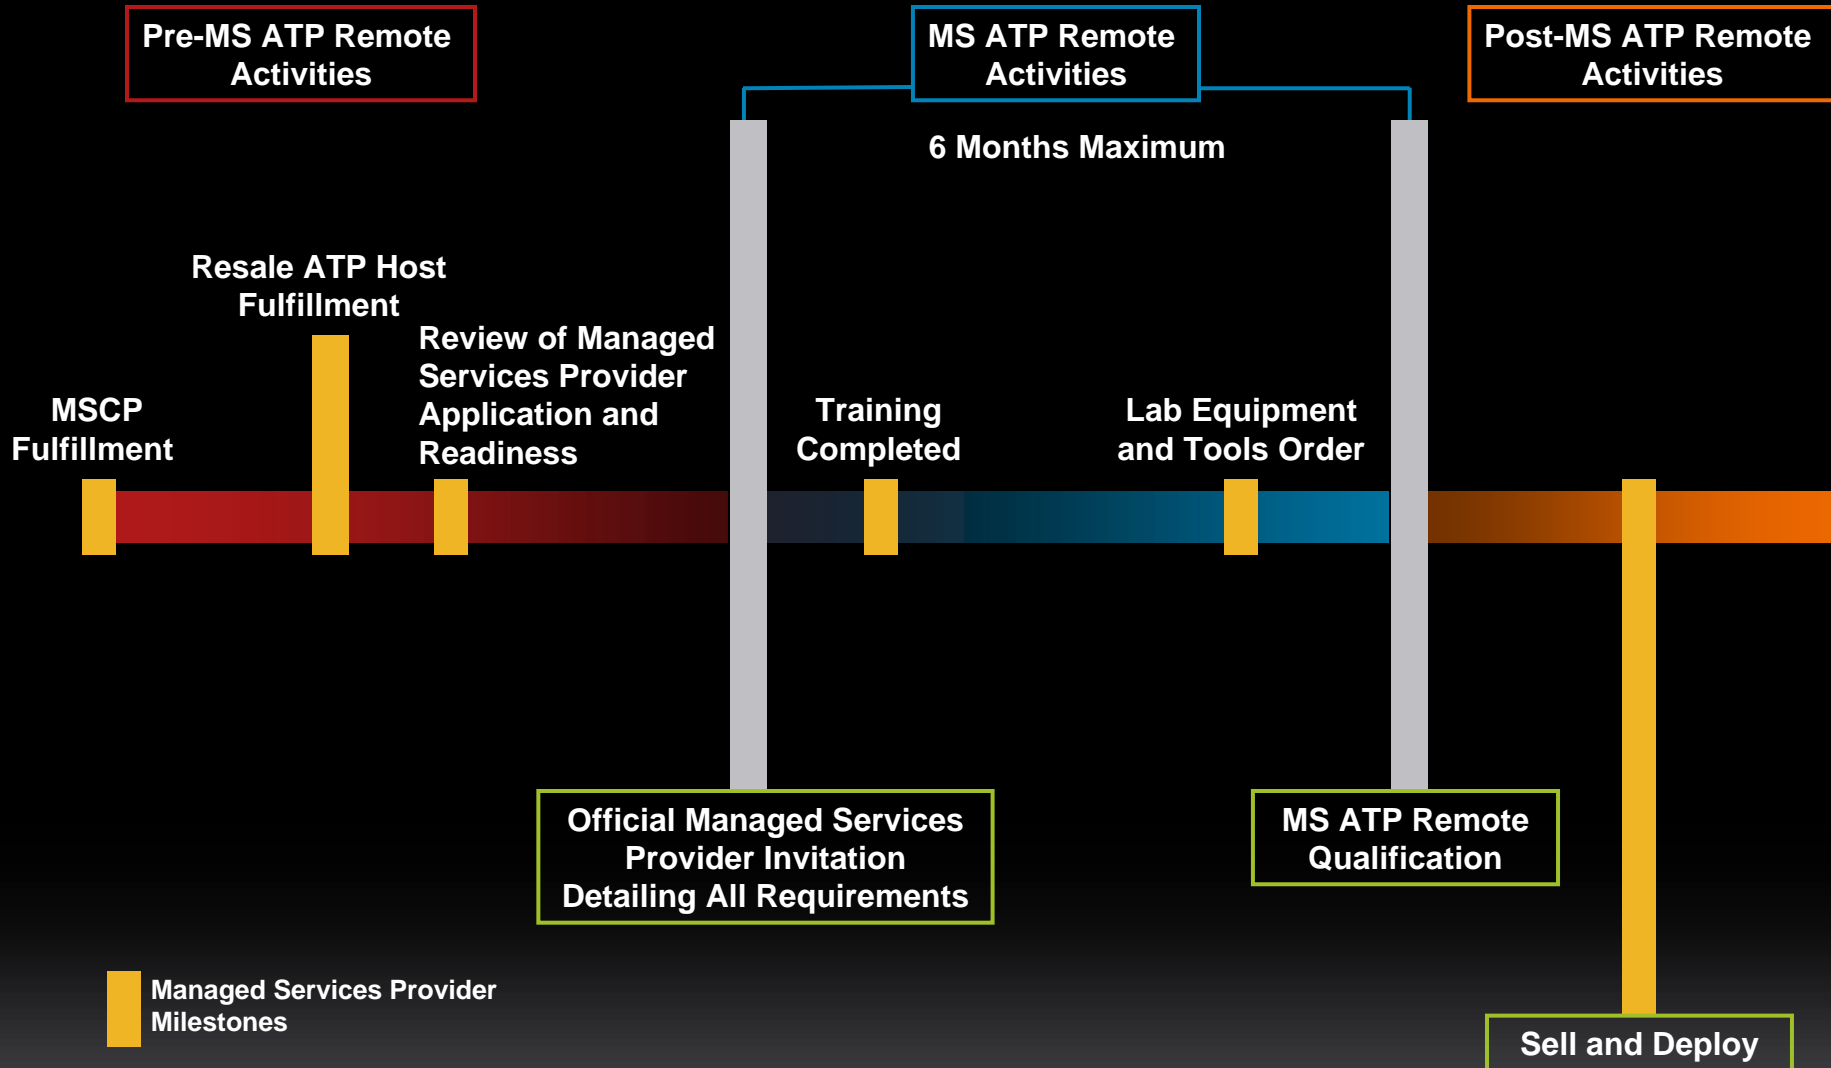 Pre-MS ATP Remote
Activities
MS ATP Remote
Activities
Post-MS ATP Remote
Activities
6 Months Maximum
Resale ATP Host
Fulfillment
Review of Managed
Services Provider
Application and
Readiness
MSCP
Fulfillment
Training
Completed
Lab Equipment
and Tools Order
Official Managed Services
Provider Invitation
Detailing All Requirements
MS ATP Remote
Qualification
Managed Services Provider
Milestones
Sell and Deploy